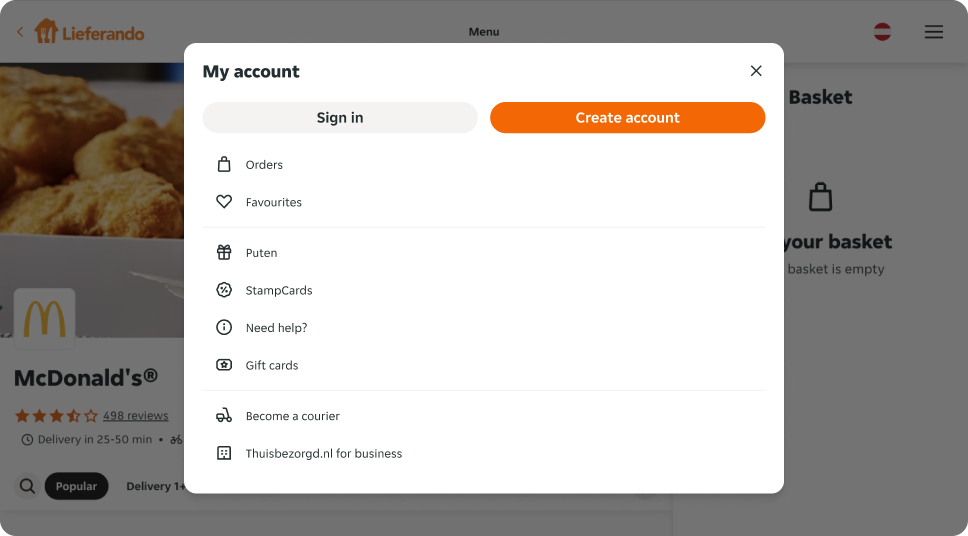 Lieferando
Menu
My account
Sign in
Create account
Orders
Favourites
Puten
StampCards
Need help?
Gift cards
Become a courier
Thuisbezorgd.nl for business
Basket
your basket
basket is empty
McDonald's®
498 reviews
Delivery in 25-50 min •
Popular
Delivery 1+